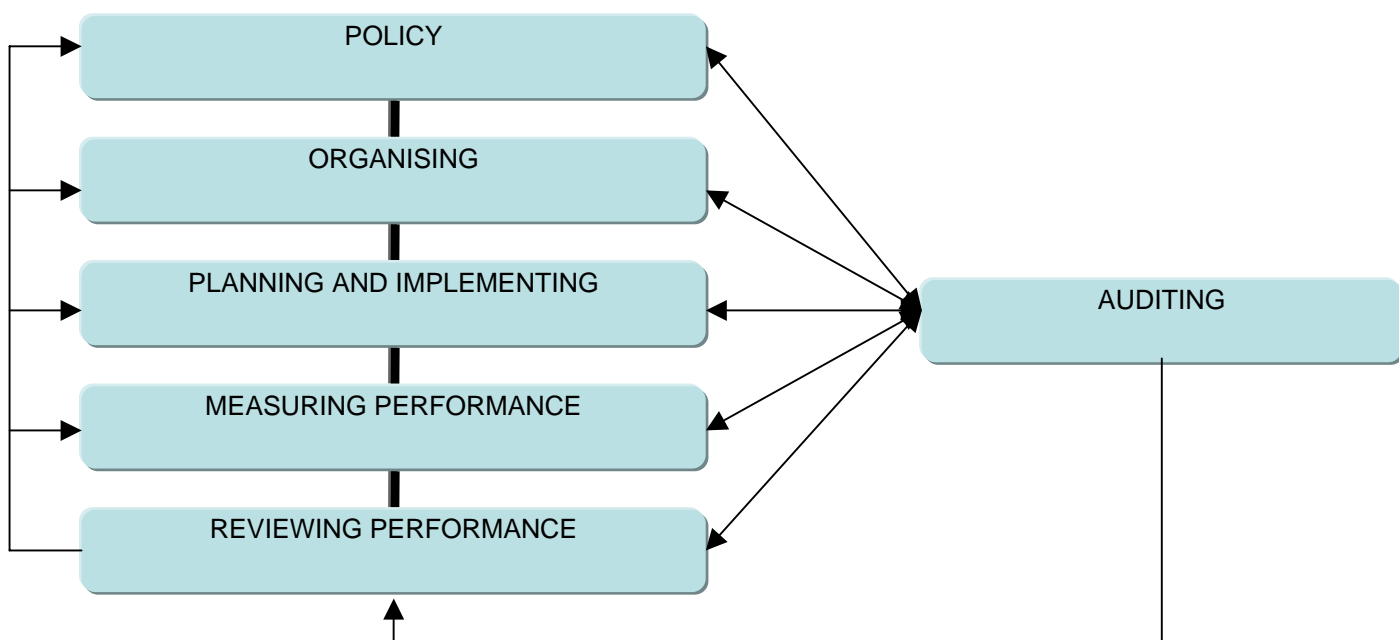 POLICY
ORGANISING
PLANNING AND IMPLEMENTING
AUDITING
MEASURING PERFORMANCE
REVIEWING PERFORMANCE